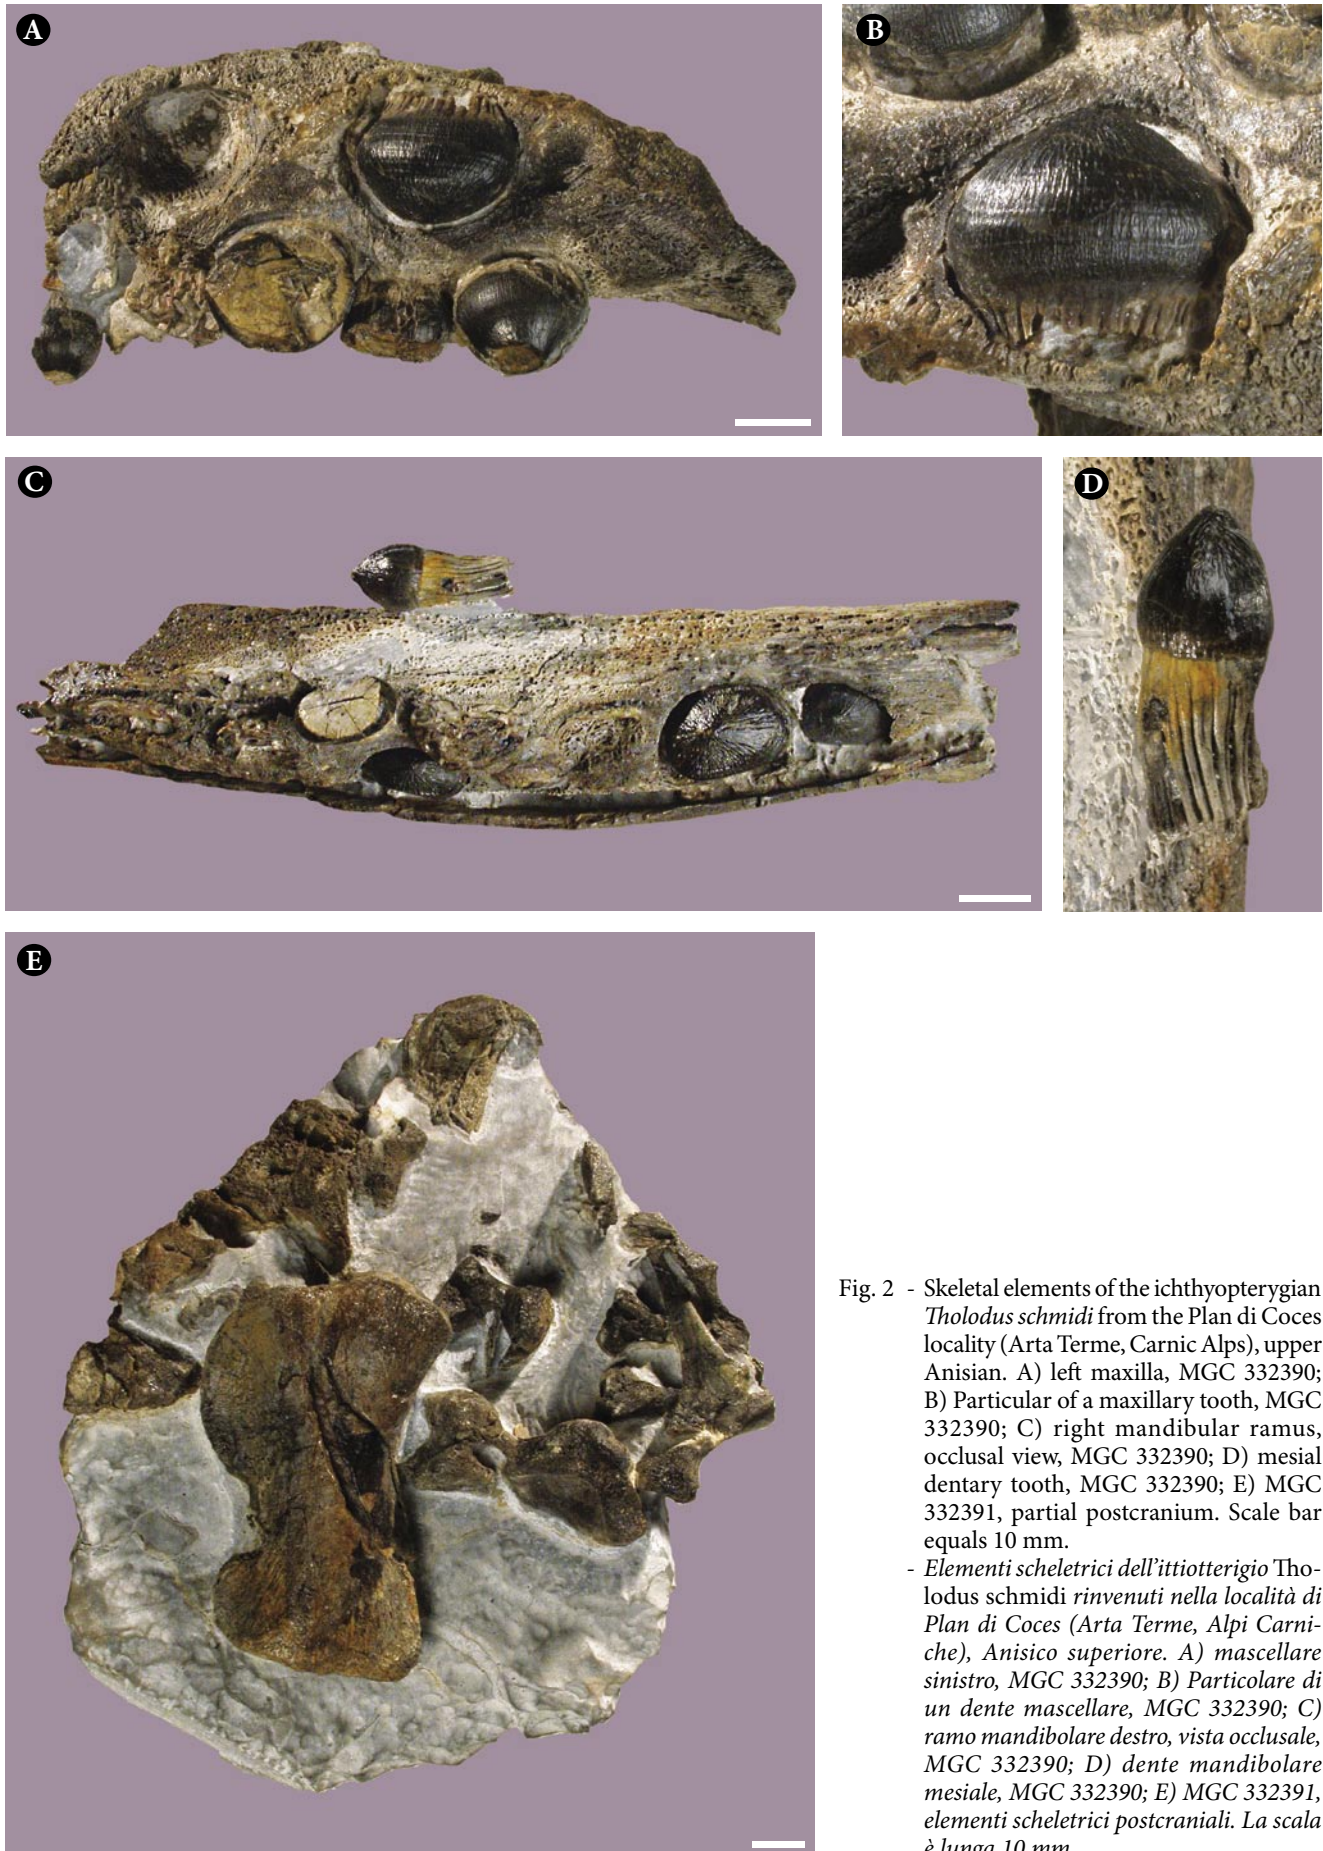 A
B
C
D
E
Fig. 2 - Skeletal elements of the ichthyopterygian
Tholodus schmidi from the Plan di Coces
locality (Arta Terme, Carnic Alps), upper
Anisian. A) left maxilla, MGC 332390;
B) Particular of a maxillary tooth, MGC
332390; C) right mandibular ramus,
occlusal view, MGC 332390; D) mesial
dentary tooth, MGC 332390; E) MGC
332391, partial postcranium. Scale bar
equals 10 mm.
- Elementi scheletrici dell'ittiotterigio Tho-
lodus schmidi rinvenuti nella località di
Plan di Coces (Arta Terme, Alpi Carni-
che), Anisico superiore. A) mascellare
sinistro, MGC 332390; B) Particolare di
un dente mascellare, MGC 332390; C)
ramo mandibolare destro, vista occlusale,
MGC 332390; D) dente mandibolare
mesiale, MGC 332390; E) MGC 332391,
elementi scheletrici postcraniali. La scala
è lunga 10 mm